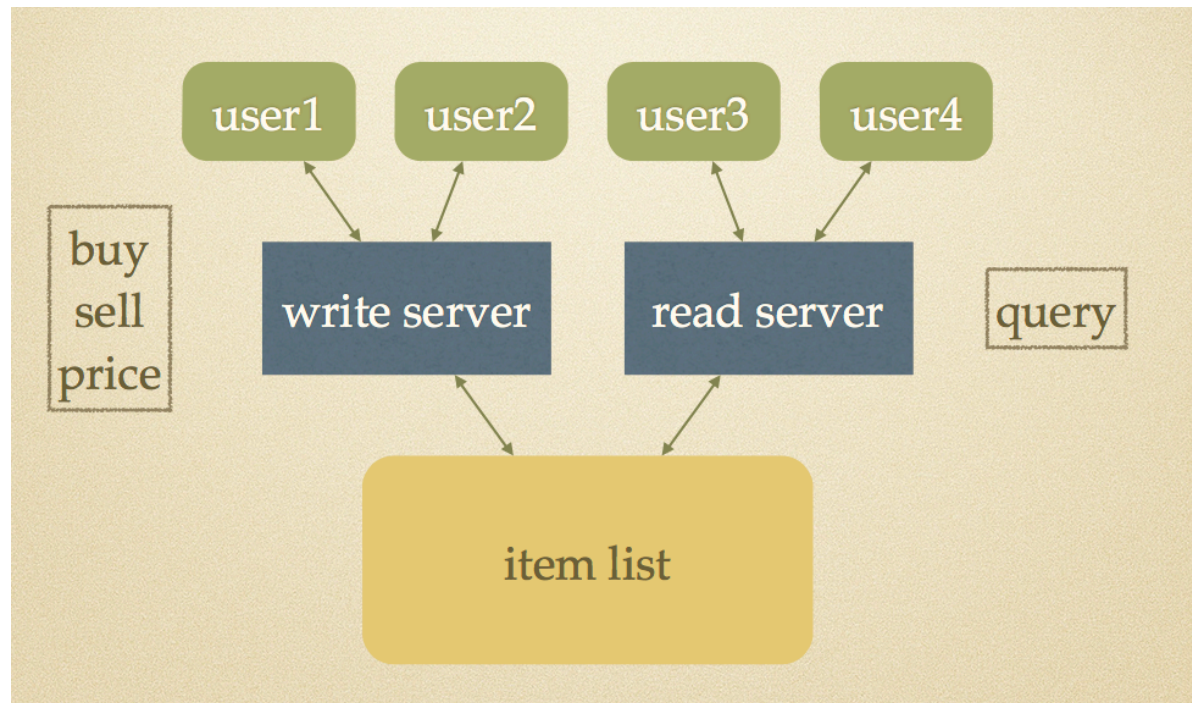 user1
user2
user3
user4
buy
sell
price
write server
read server
query
item list